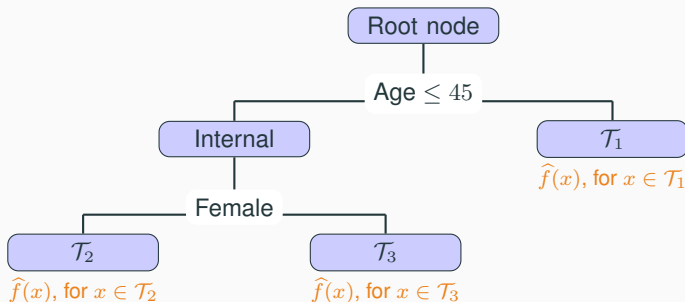 Root node
Age ≤ 45
Internal
𝒯₁
f̂(x), for x ∈ 𝒯₁
Female
𝒯₂
𝒯₃
f̂(x), for x ∈ 𝒯₂
f̂(x), for x ∈ 𝒯₃